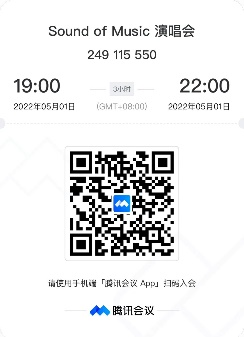 Sound of Music 演唱会
249 115 550
19:00 3小时 22:00
2022年05月01日 (GMT+08:00) 2022年05月01日
请使用手机端「腾讯会议 App」扫码入会
腾讯会议